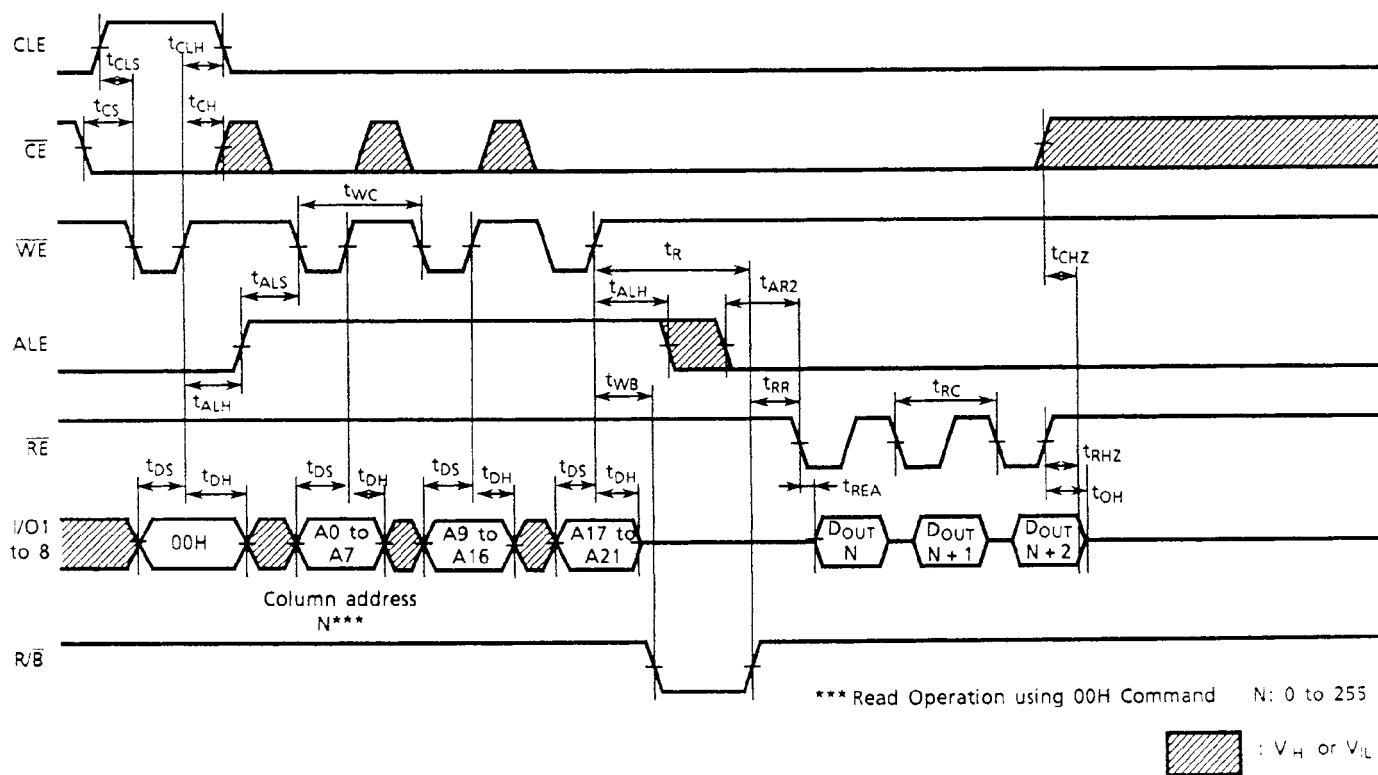 CLE
tCLS
tCLH
tCS
tCH
CE
tWC
WE
tR
tCHZ
tALS
tALH
tAR2
ALE
tALH
tWB
tRR
tRC
RE
tDS
tDH
tDS
tDH
tDS
tDH
tDS
tDH
tREA
tRHZ
tOH
I/O1
to 8
00H
A0 to
A7
A9 to
A16
A17 to
A21
DOUT
N
DOUT
N + 1
DOUT
N + 2
Column address
N***
R/B
*** Read Operation using 00H Command N: 0 to 255
: V H or VIL